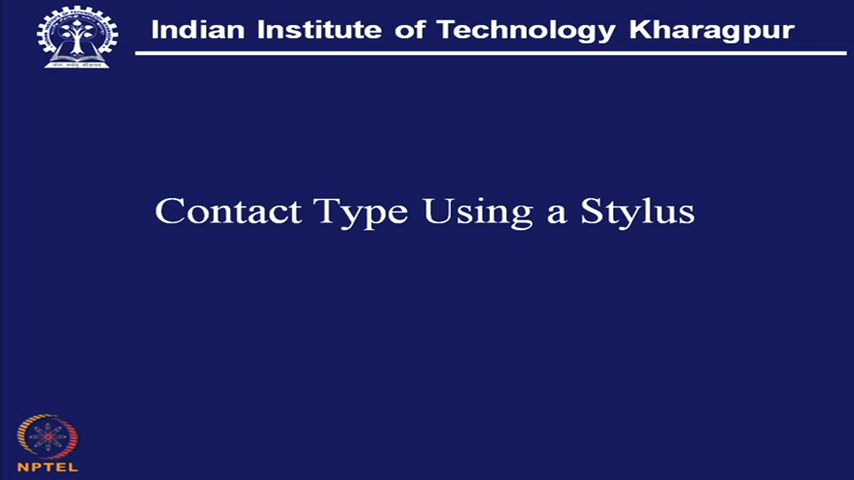 Indian Institute of Technology Kharagpur
Contact Type Using a Stylus
NPTEL